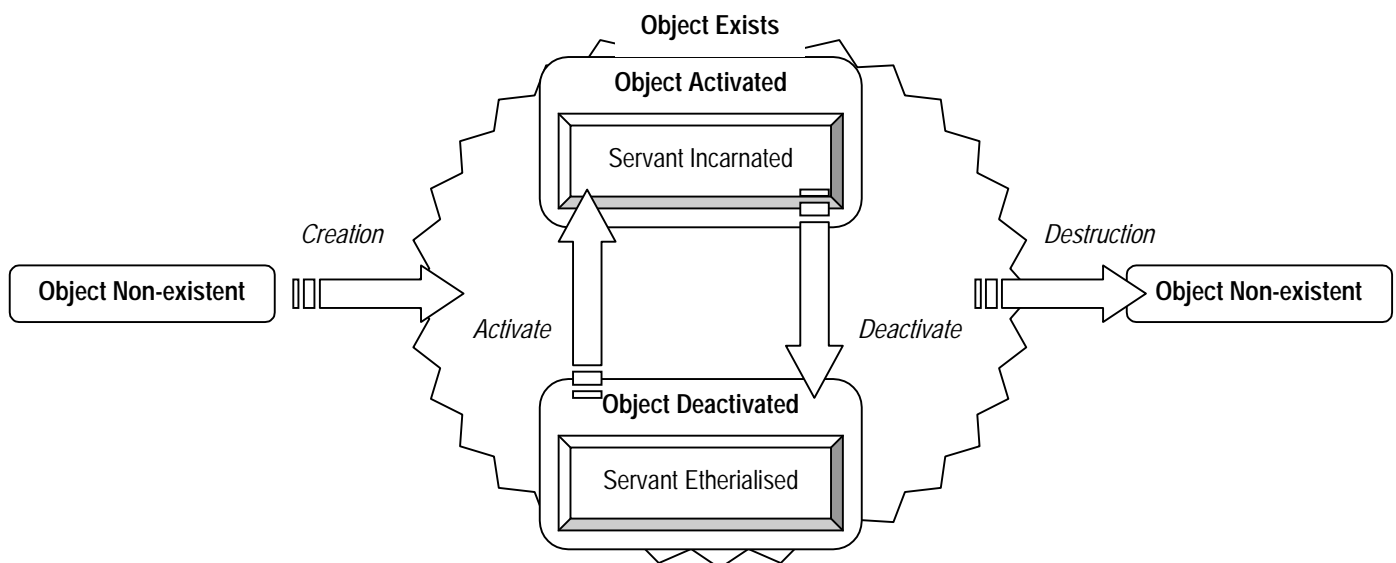 Object Exists
Object Activated
Servant Incarnated
Creation
Destruction
Object Non-existent
Object Non-existent
Activate
Deactivate
Object Deactivated
Servant Etherialised